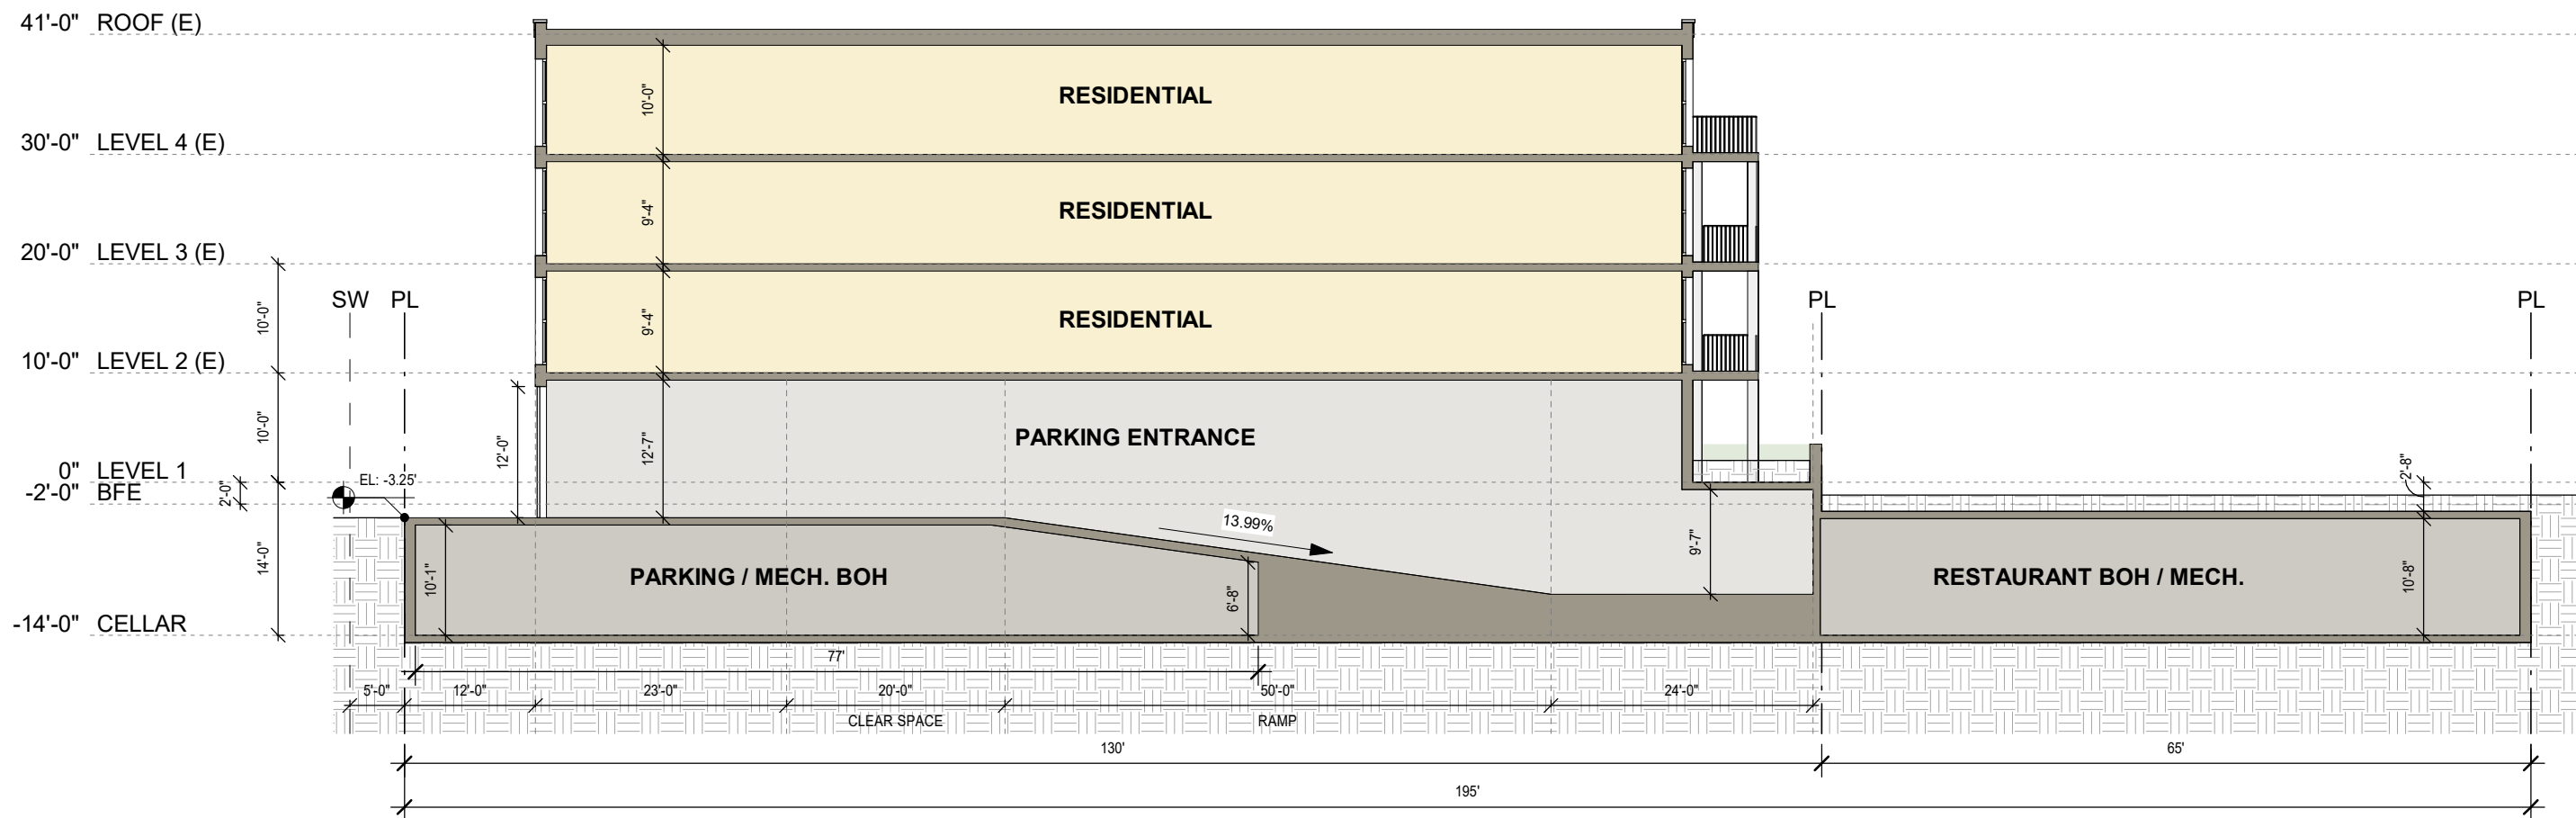 41'-0" ROOF (E)
RESIDENTIAL
10'-0"
30'-0" LEVEL 4 (E)
RESIDENTIAL
9'-4"
20'-0" LEVEL 3 (E)
SW PL
PL
PL
10'-0"
RESIDENTIAL
9'-4"
10'-0" LEVEL 2 (E)
10'-0"
12'-0"
12'-7"
PARKING ENTRANCE
0" LEVEL 1
-2'-0" BFE
2'-0"
EL: -3.25'
2'-8"
13.99%
14'-0"
10'-1"
PARKING / MECH. BOH
6'-8"
9'-7"
RESTAURANT BOH / MECH.
10'-8"
-14'-0" CELLAR
77'
5'-0" 12'-0" 23'-0" 20'-0" 50'-0" 24'-0"
CLEAR SPACE RAMP
130' 65'
195'